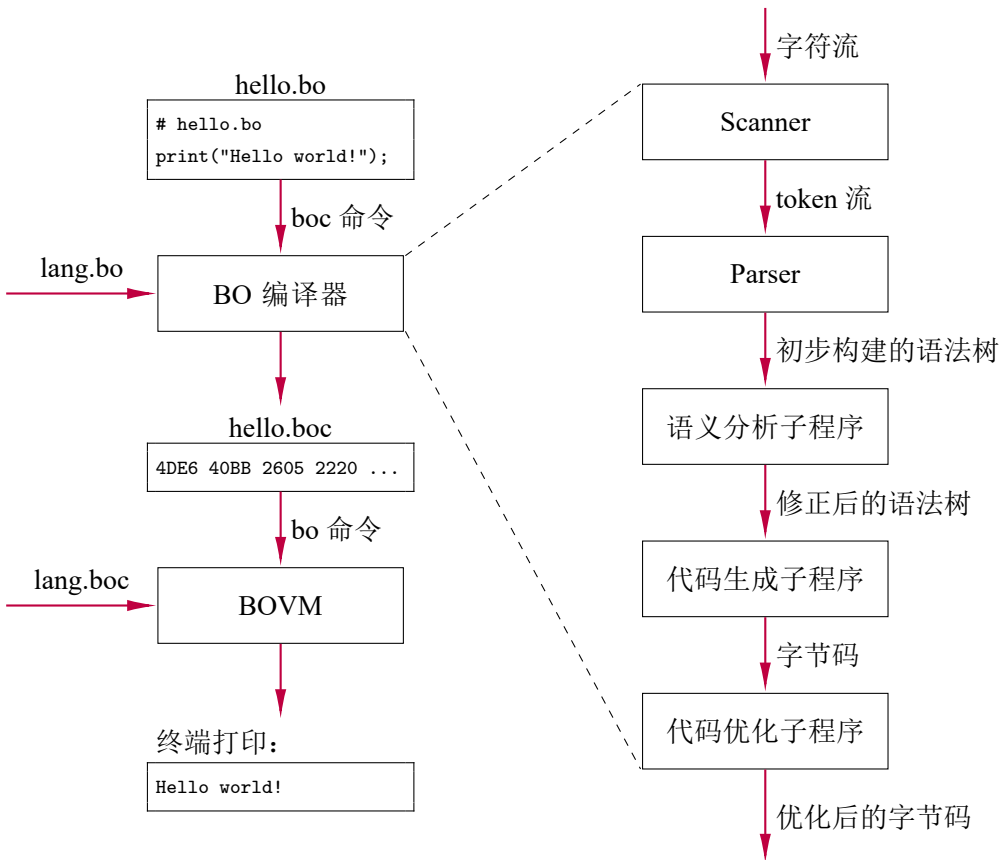 hello.bo
# hello.bo
print("Hello world!");
boc 命令
lang.bo
BO 编译器
hello.boc
4DE6 40BB 2605 2220 ...
bo 命令
lang.boc
BOVM
终端打印：
Hello world!
字符流
Scanner
token 流
Parser
初步构建的语法树
语义分析子程序
修正后的语法树
代码生成子程序
字节码
代码优化子程序
优化后的字节码